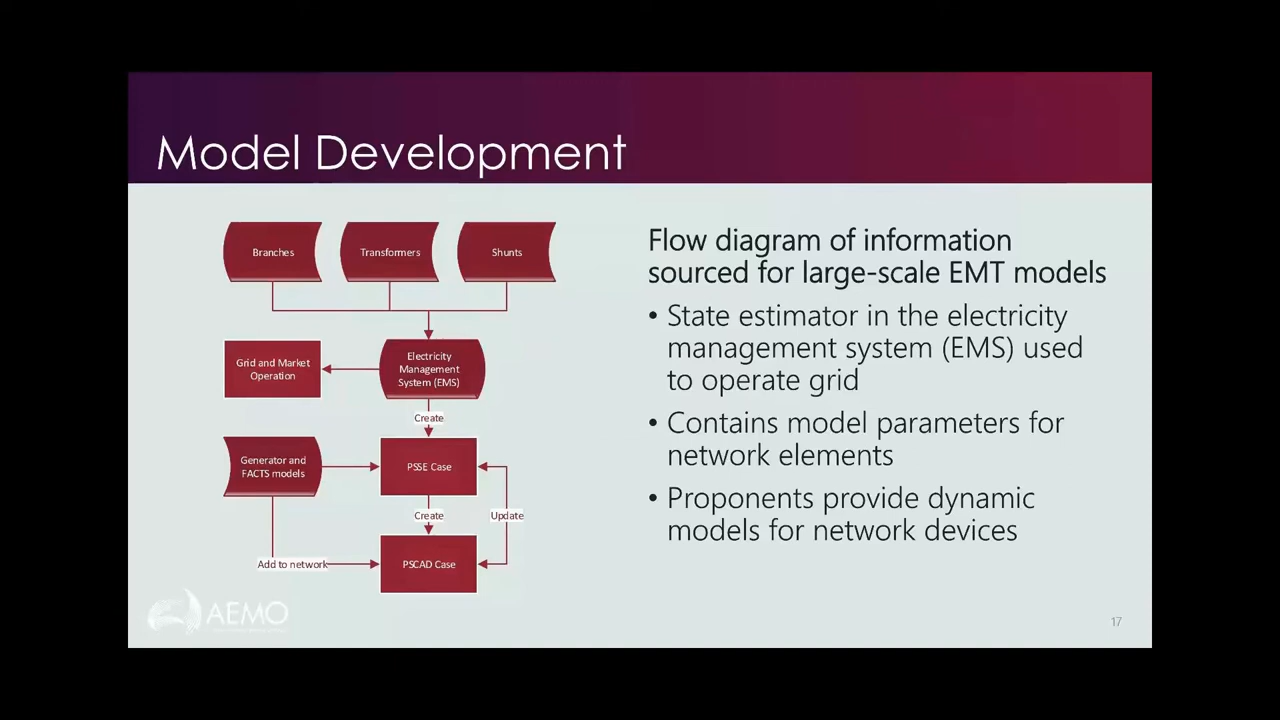 Model Development
Branches
Transformers
Shunts
Grid and Market
Operation
Electricity
Management
System (EMS)
Create
Generator and
FACTS models
PSSE Case
Create
Update
Add to network
PSCAD Case
Flow diagram of information
sourced for large-scale EMT models
• State estimator in the electricity
management system (EMS) used
to operate grid
• Contains model parameters for
network elements
• Proponents provide dynamic
models for network devices
AEMO
17